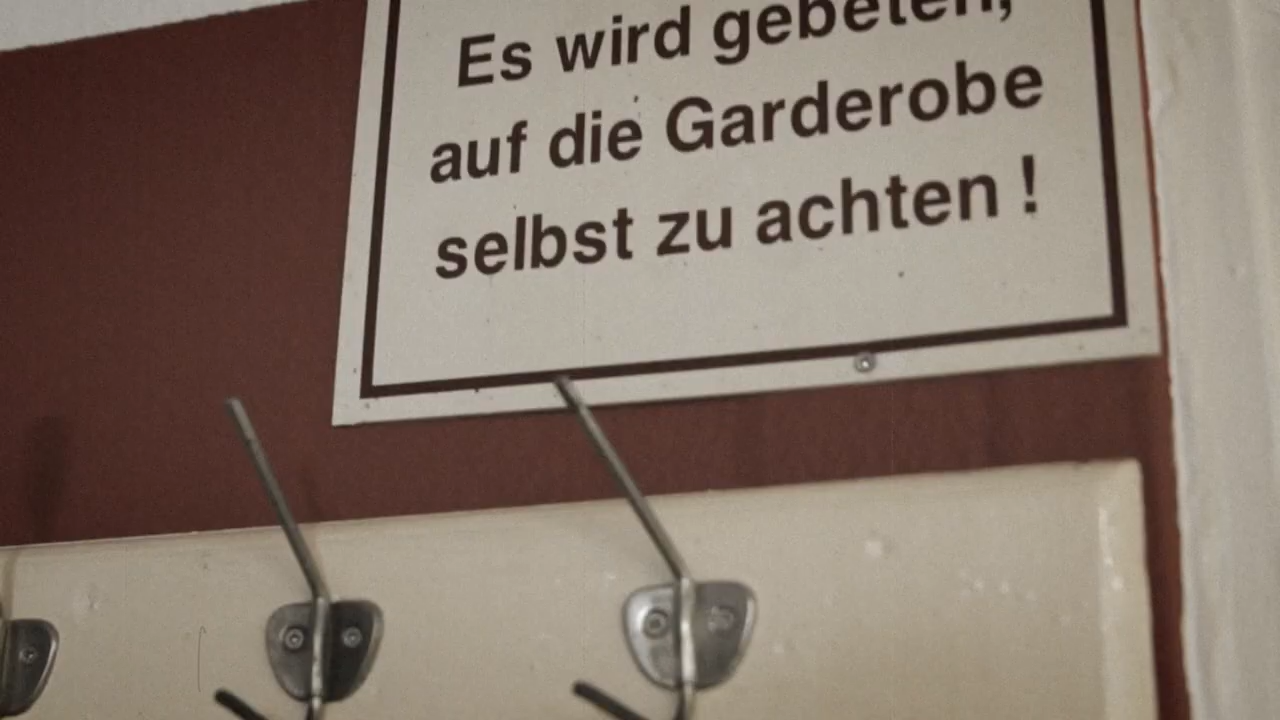 Es wird gebeten,
auf die Garderobe
selbst zu achten !